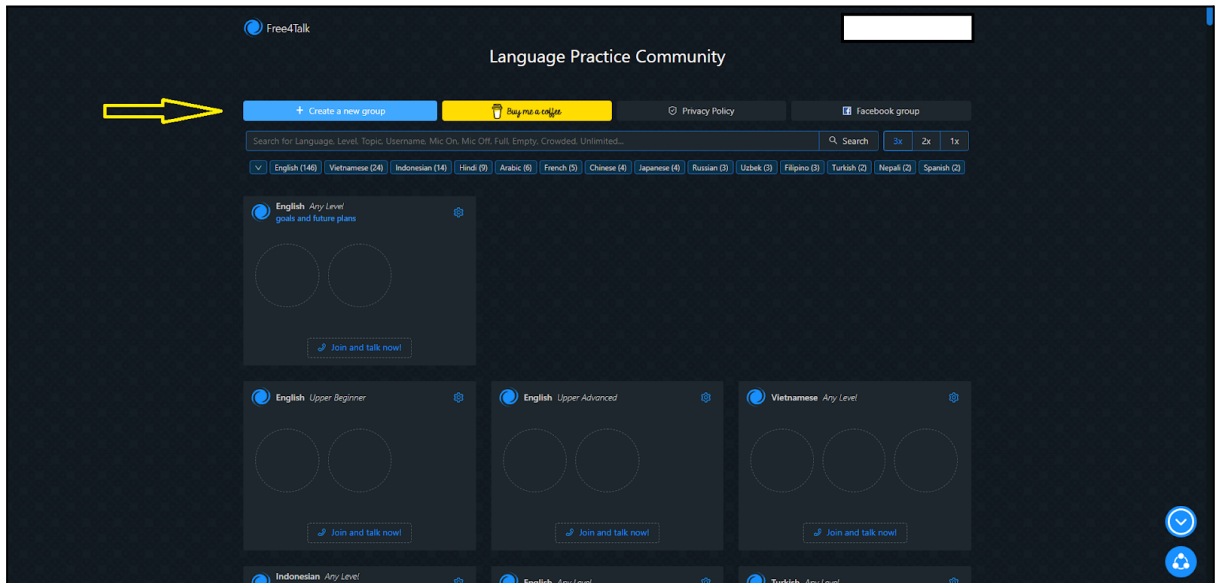 Free4Talk
Language Practice Community
+ Create a new group
Buy me a coffee
Privacy Policy
Facebook group
Search for Language, Level, Topic, Username, Mic On, Mic Off, Full, Empty, Crowded, Unlimited...
Search
3x
2x
1x
English (146)
Vietnamese (24)
Indonesian (14)
Hindi (9)
Arabic (6)
French (5)
Chinese (4)
Japanese (4)
Russian (3)
Uzbek (3)
Filipino (3)
Turkish (2)
Nepali (2)
Spanish (2)
English Any Level
goals and future plans
Join and talk now!
English Upper Beginner
Join and talk now!
English Upper Advanced
Join and talk now!
Vietnamese Any Level
Join and talk now!
Indonesian Any Level
English Any Level
Turkish Any Level